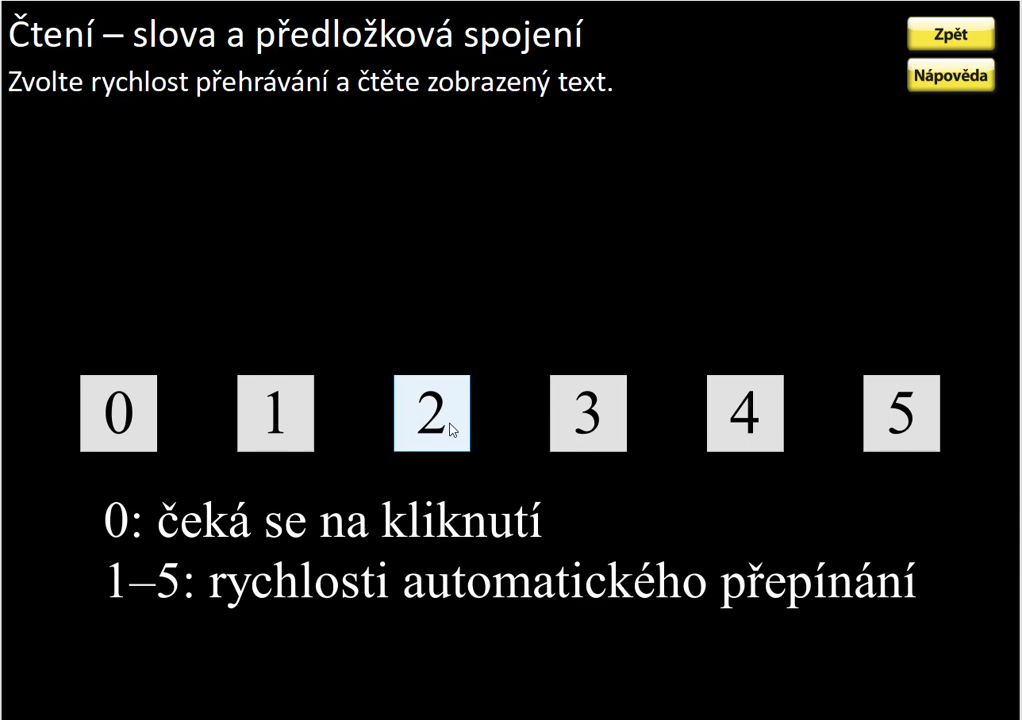 Čtení – slova a předložková spojení
Zpět
Zvolte rychlost přehrávání a čtěte zobrazený text.
Nápověda
0 1 2 3 4 5
0: čeká se na kliknutí
1–5: rychlosti automatického přepínání